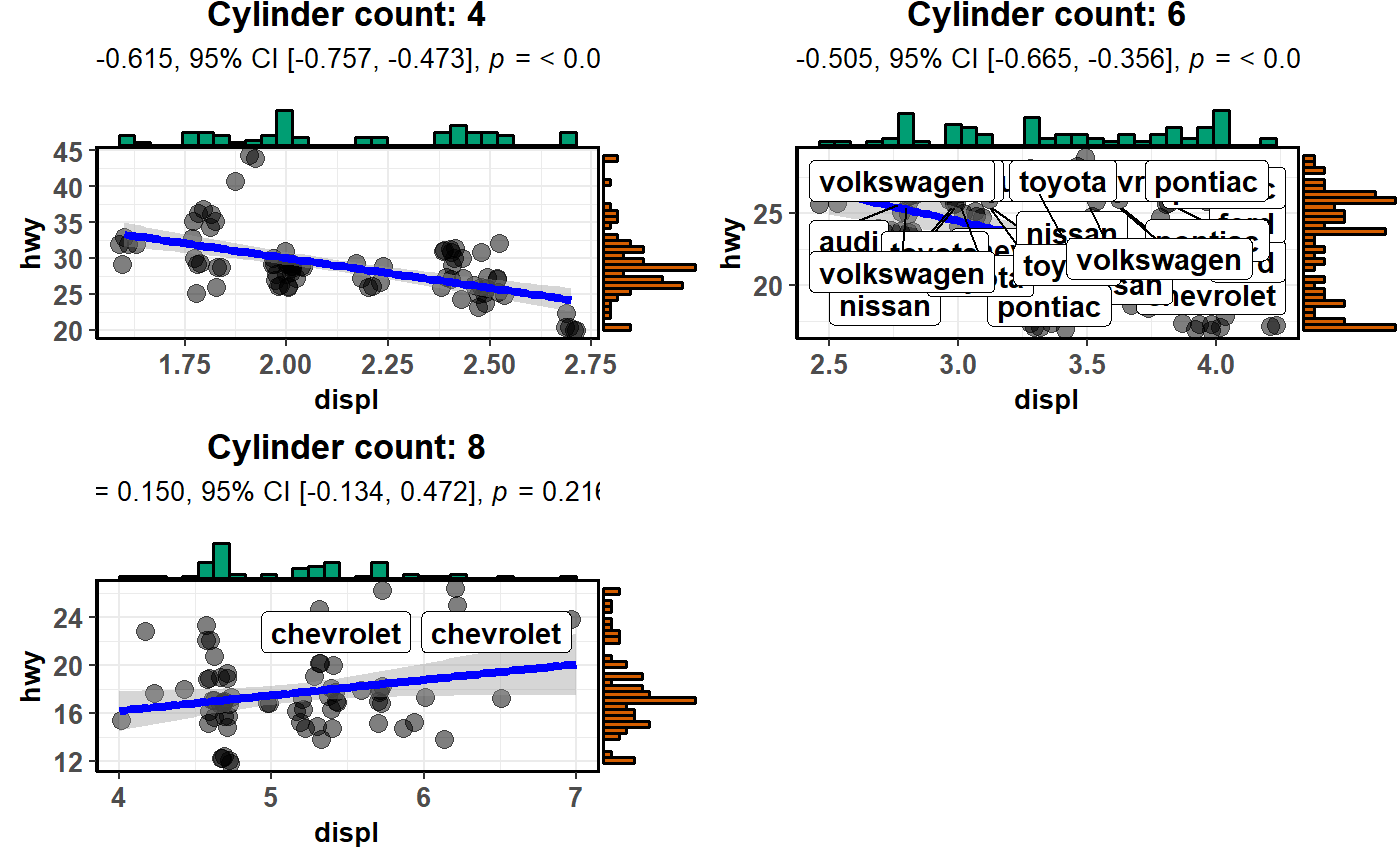 Cylinder count: 4
-0.615, 95% CI [-0.757, -0.473], p = < 0.0
45
40
35
30
25
20
hwy
1.75 2.00 2.25 2.50 2.75
displ
Cylinder count: 6
-0.505, 95% CI [-0.665, -0.356], p = < 0.0
25
20
hwy
volkswagen toyota pontiac
audi toyota nissan
volkswagen volkswagen
nissan pontiac chevrolet
2.5 3.0 3.5 4.0
displ
Cylinder count: 8
= 0.150, 95% CI [-0.134, 0.472], p = 0.216
24
20
16
12
hwy
chevrolet chevrolet
4 5 6 7
displ